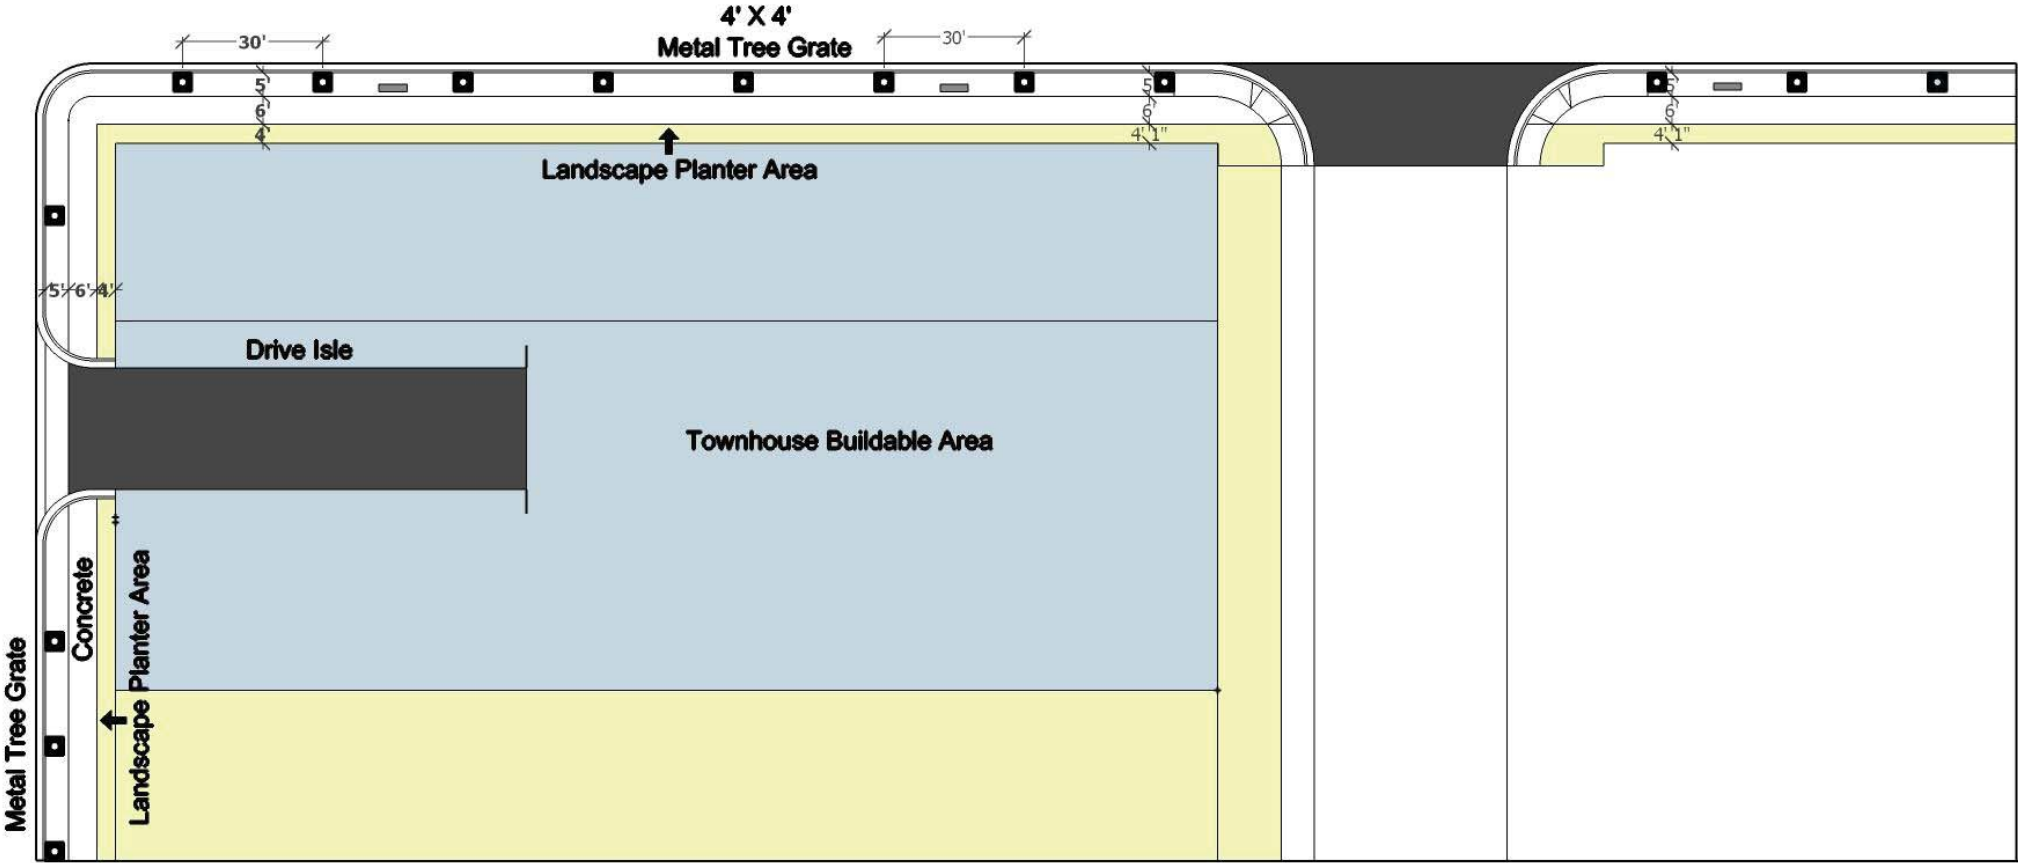 4' X 4'
Metal Tree Grate
30'
30'
5'
6'
4'
5'
6'
4' 1"
5'
6'
4' 1"
Landscape Planter Area
5' 6' 4'
Drive Isle
Townhouse Buildable Area
Concrete
Landscape Planter Area
Metal Tree Grate